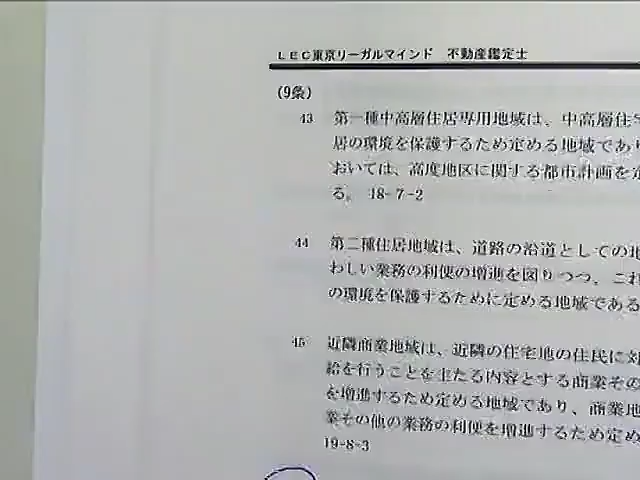 LEC東京リーガルマインド 不動産鑑定士
(9条)
43 第一種中高層住居専用地域は、中高層住宅
居の環境を保護するため定める地域であり
おいては、高度地区に関する都市計画を定
る。 18-7-2
44 第二種住居地域は、道路の沿道としての地
わしい業務の利便の増進を図りつつ、これ
の環境を保護するために定める地域である
45 近隣商業地域は、近隣の住宅地の住民に対
給を行うことを主たる内容とする商業その
を増進するため定める地域であり、商業地
業その他の業務の利便を増進するため定め
19-8-3